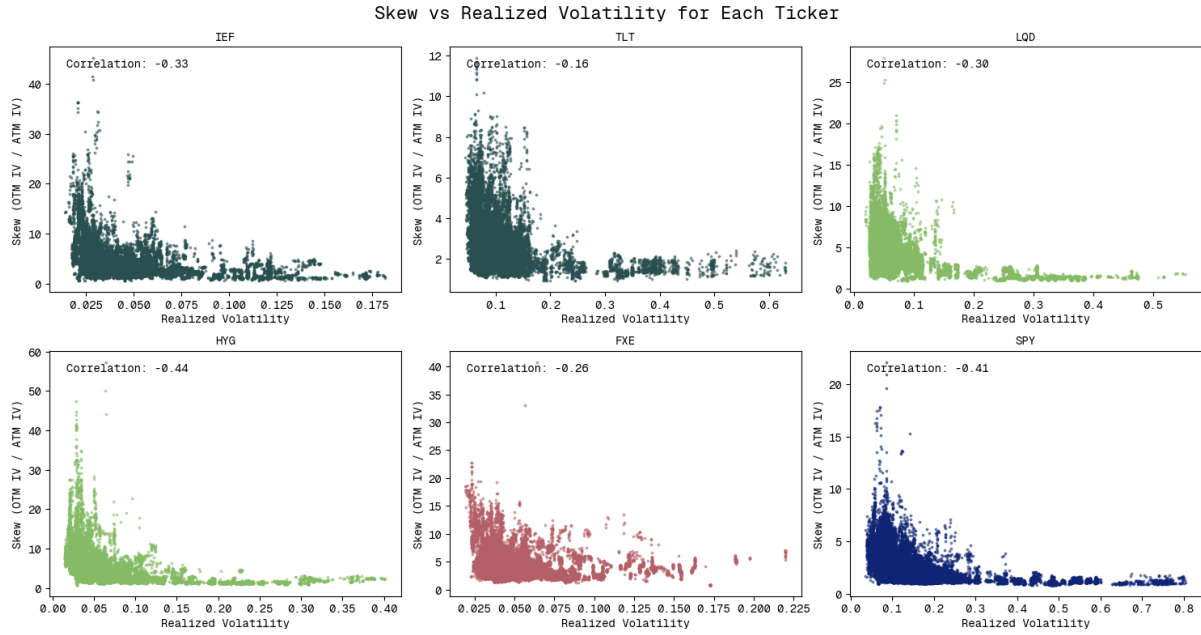 Skew vs Realized Volatility for Each Ticker
IEF
Correlation: -0.33
Skew (OTM IV / ATM IV)
40
30
20
10
0
0.025 0.050 0.075 0.100 0.125 0.150 0.175
Realized Volatility
TLT
Correlation: -0.16
Skew (OTM IV / ATM IV)
12
10
8
6
4
2
0.1 0.2 0.3 0.4 0.5 0.6
Realized Volatility
LQD
Correlation: -0.30
Skew (OTM IV / ATM IV)
25
20
15
10
5
0
0.0 0.1 0.2 0.3 0.4 0.5
Realized Volatility
HYG
Correlation: -0.44
Skew (OTM IV / ATM IV)
60
50
40
30
20
10
0
0.00 0.05 0.10 0.15 0.20 0.25 0.30 0.35 0.40
Realized Volatility
FXE
Correlation: -0.26
Skew (OTM IV / ATM IV)
40
35
30
25
20
15
10
5
0
0.025 0.050 0.075 0.100 0.125 0.150 0.175 0.200 0.225
Realized Volatility
SPY
Correlation: -0.41
Skew (OTM IV / ATM IV)
20
15
10
5
0
0.0 0.1 0.2 0.3 0.4 0.5 0.6 0.7 0.8
Realized Volatility